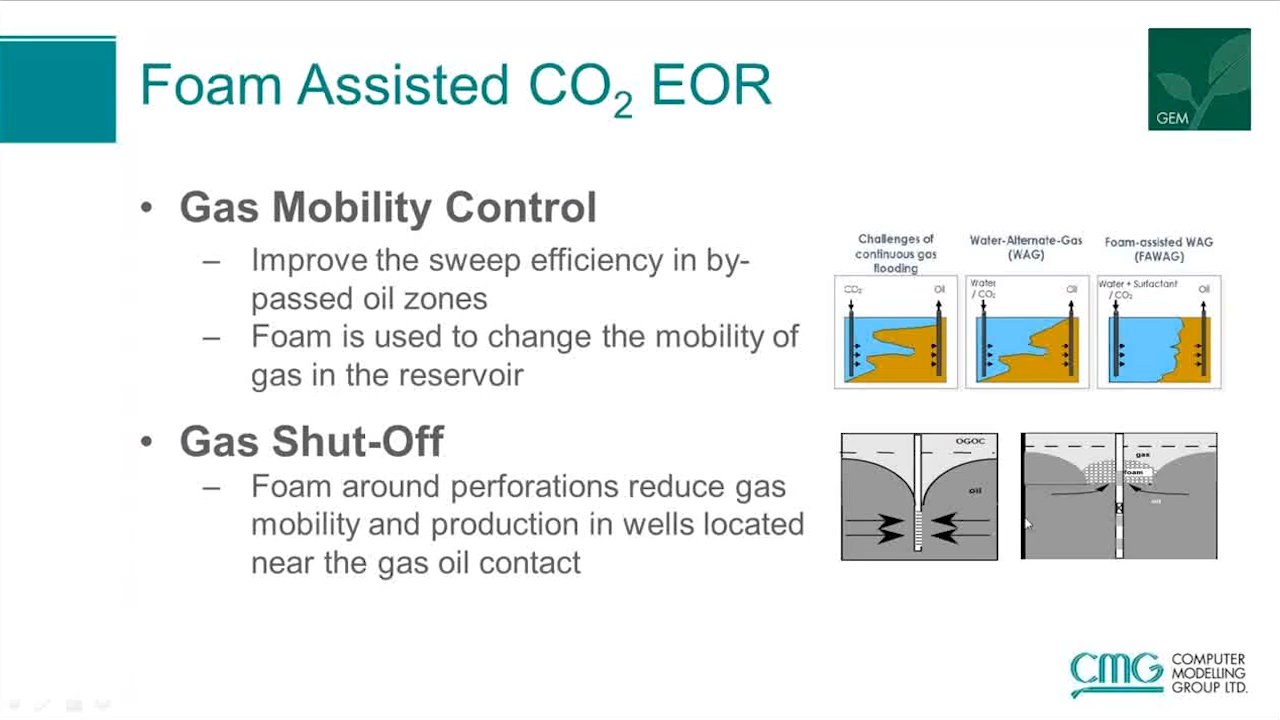 Foam Assisted CO₂ EOR
GEM
• Gas Mobility Control
– Improve the sweep efficiency in by-
passed oil zones
– Foam is used to change the mobility of
gas in the reservoir
• Gas Shut-Off
– Foam around perforations reduce gas
mobility and production in wells located
near the gas oil contact
Challenges of
continuous gas
flooding
CO₂
Oil
Water-Alternate-Gas
(WAG)
Water
/ CO₂
Oil
Foam-assisted WAG
(FAWAG)
Water + Surfactant
/ CO₂
Oil
OGOC
oil
gas
foam
oil
CMG
COMPUTER
MODELLING
GROUP LTD.